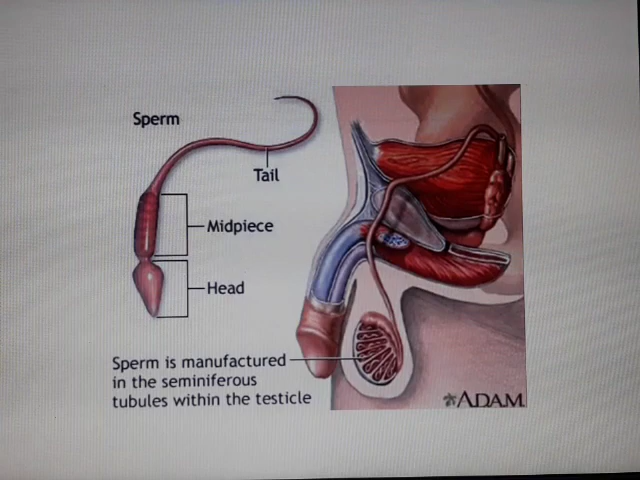 Sperm
Tail
Midpiece
Head
Sperm is manufactured
in the seminiferous
tubules within the testicle
ADAM